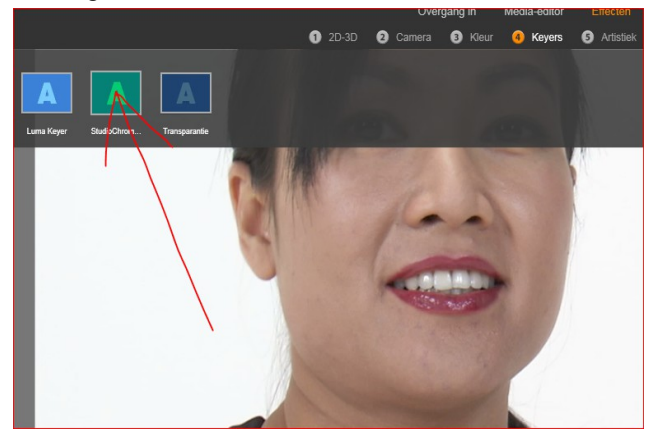 Overgang in Media-editor Effecten
1 2D-3D 2 Camera 3 Kleur 4 Keyers 5 Artistiek
A A A
Luma Keyer StudioChrom... Transparantie